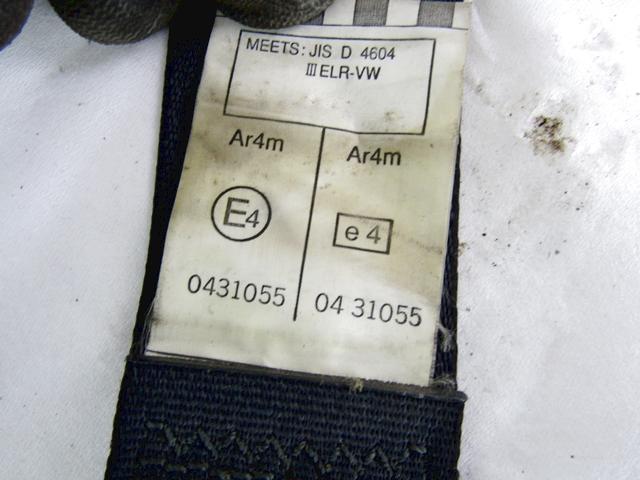 MEETS: JIS D 4604
III ELR-VW
Ar4m
Ar4m
E4
e 4
0431055
04 31055